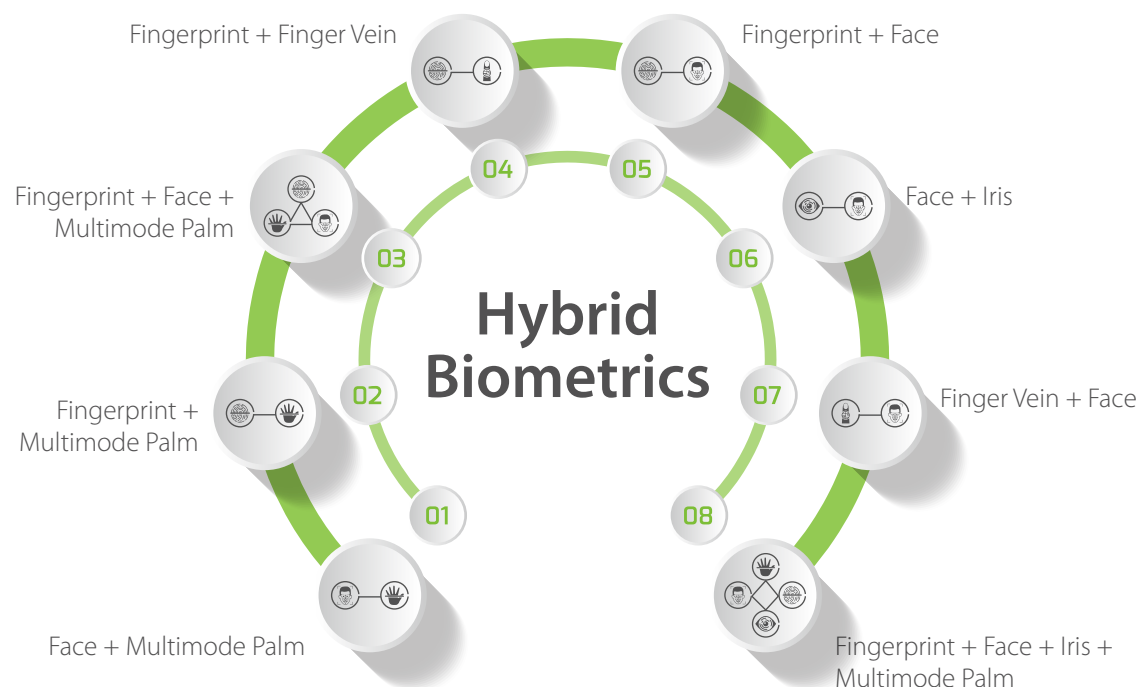 Fingerprint + Finger Vein
Fingerprint + Face
Fingerprint + Face +
Multimode Palm
Face + Iris
04
05
03
06
Hybrid
Biometrics
02
07
Fingerprint +
Multimode Palm
Finger Vein + Face
01
08
Face + Multimode Palm
Fingerprint + Face + Iris +
Multimode Palm